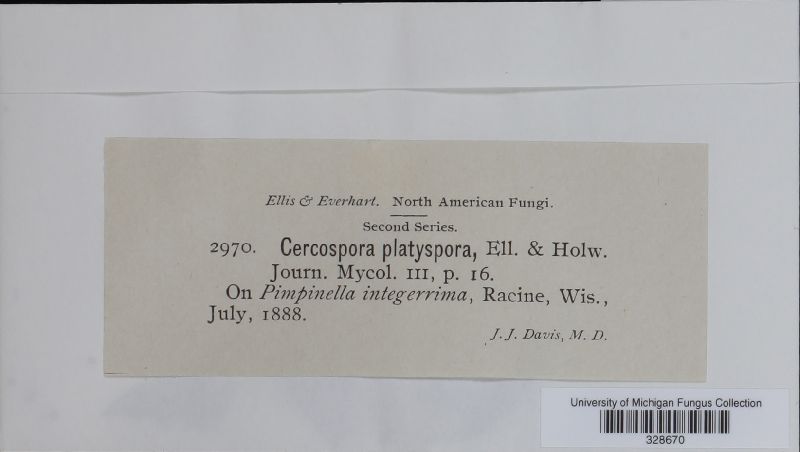 Ellis & Everhart. North American Fungi.
Second Series.
2970. Cercospora platyspora, Ell. & Holw.
Journ. Mycol. III, p. 16.
On Pimpinella integerrima, Racine, Wis.,
July, 1888.
J. J. Davis, M. D.
University of Michigan Fungus Collection
328670